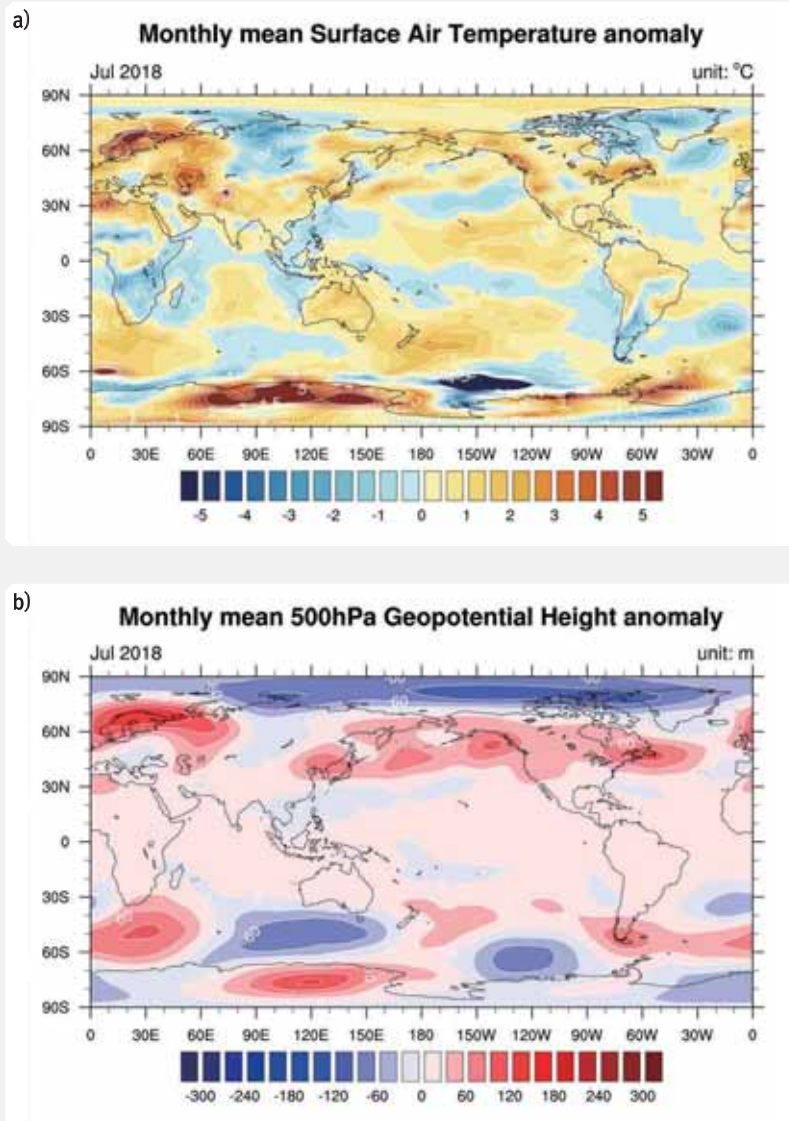 a)
Monthly mean Surface Air Temperature anomaly
Jul 2018 unit: °C
90N
60N
30N
0
30S
60S
90S
0 30E 60E 90E 120E 150E 180 150W 120W 90W 60W 30W 0
-5 -4 -3 -2 -1 0 1 2 3 4 5
b)
Monthly mean 500hPa Geopotential Height anomaly
Jul 2018 unit: m
90N
60N
30N
0
30S
60S
90S
0 30E 60E 90E 120E 150E 180 150W 120W 90W 60W 30W 0
-300 -240 -180 -120 -60 0 60 120 180 240 300